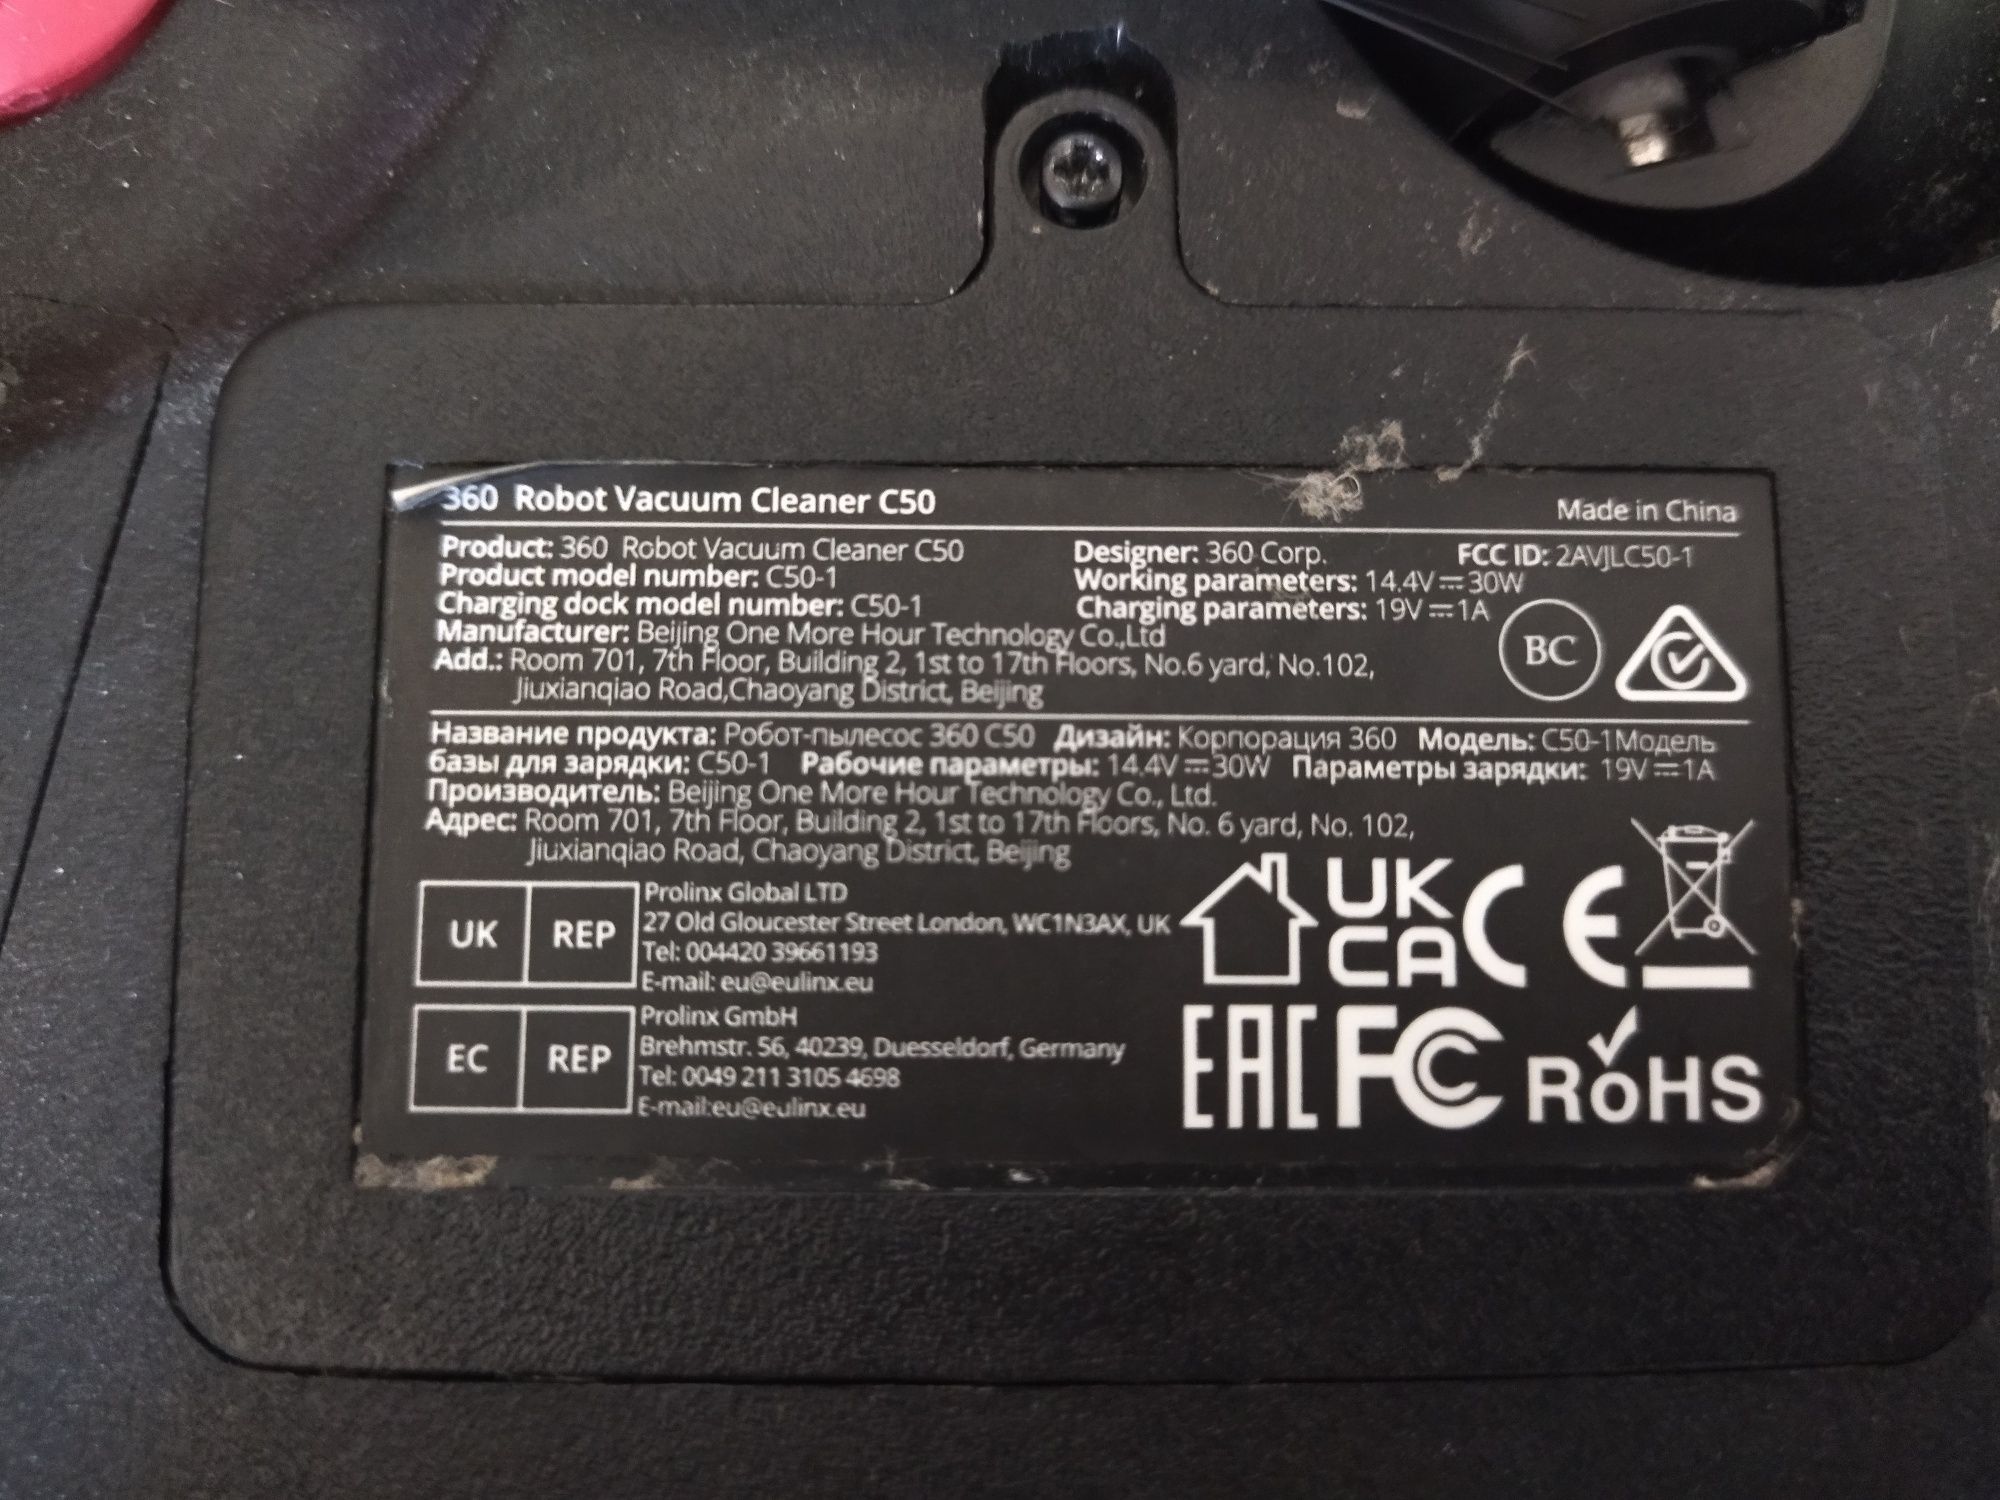 360 Robot Vacuum Cleaner C50
Made in China
Product: 360 Robot Vacuum Cleaner C50
Product model number: C50-1
Charging dock model number: C50-1
Designer: 360 Corp.
FCC ID: 2AVJLC50-1
Working parameters: 14.4V⎓30W
Charging parameters: 19V⎓1A
Manufacturer: Beijing One More Hour Technology Co.,Ltd
Add.: Room 701, 7th Floor, Building 2, 1st to 17th Floors, No.6 yard, No.102,
Jiuxianqiao Road,Chaoyang District, Beijing
BC
Название продукта: Робот-пылесос 360 C50 Дизайн: Корпорация 360 Модель: C50-1Модель
базы для зарядки: C50-1 Рабочие параметры: 14.4V⎓30W Параметры зарядки: 19V⎓1A
Производитель: Beijing One More Hour Technology Co., Ltd.
Адрес: Room 701, 7th Floor, Building 2, 1st to 17th Floors, No. 6 yard, No. 102,
Jiuxianqiao Road, Chaoyang District, Beijing
UK REP
Prolinx Global LTD
27 Old Gloucester Street London, WC1N3AX, UK
Tel: 004420 39661193
E-mail: eu@eulinx.eu
EC REP
Prolinx GmbH
Brehmstr. 56, 40239, Duesseldorf, Germany
Tel: 0049 211 3105 4698
E-mail:eu@eulinx.eu
UK
CA
CE
EAC
FC
RoHS